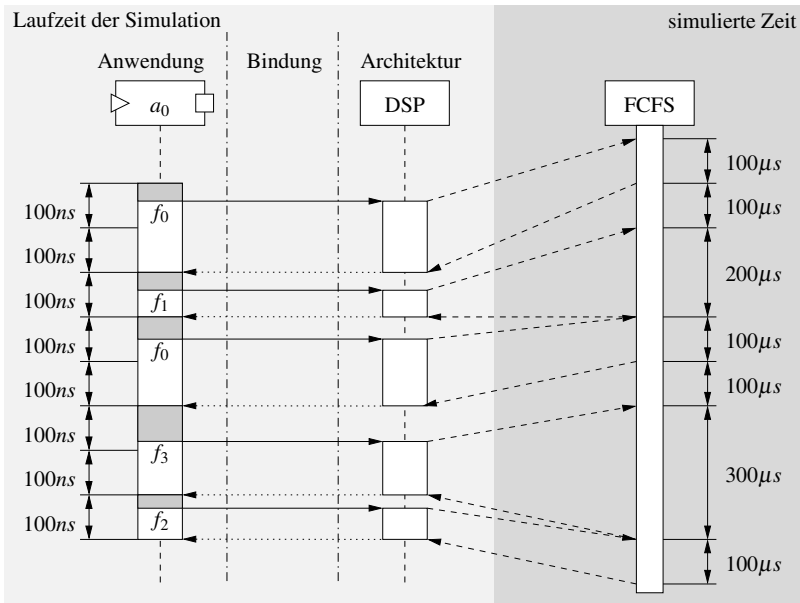 Laufzeit der Simulation
simulierte Zeit
Anwendung
Bindung
Architektur
a₀
DSP
FCFS
100ns
100ns
100ns
100ns
100ns
100ns
100ns
100ns
f₀
f₁
f₀
f₃
f₂
100μs
100μs
200μs
100μs
100μs
300μs
100μs